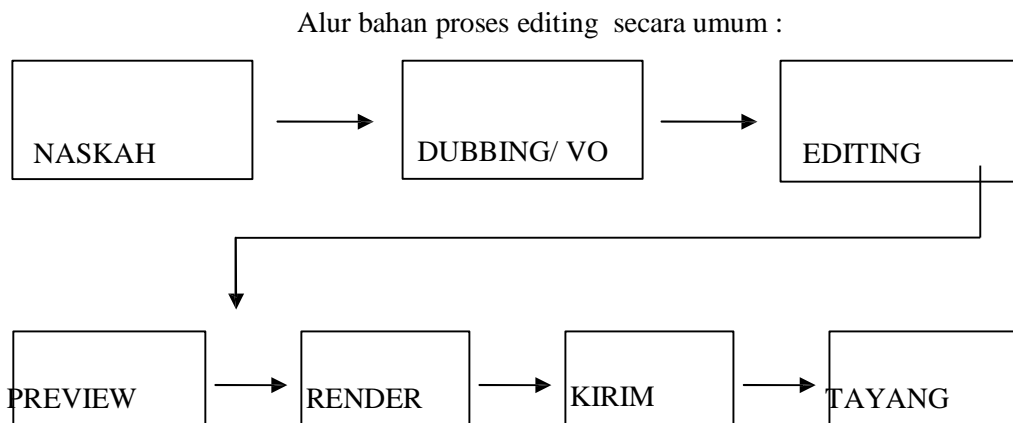 Alur bahan proses editing secara umum :
NASKAH
DUBBING/ VO
EDITING
PREVIEW
RENDER
KIRIM
TAYANG